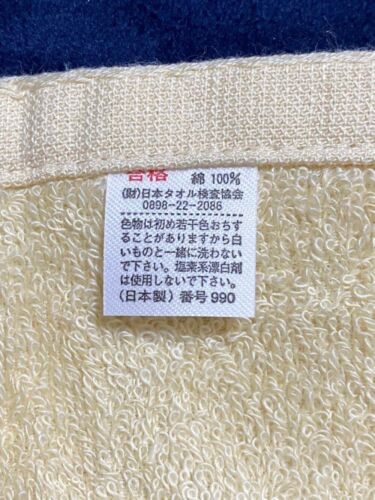 合格 綿 100%
(財)日本タオル検査協会
0898-22-2086
色物は初め若干色おちす
ることがありますから白
いものと一緒に洗わない
で下さい。塩素系漂白剤
は使用しないで下さい。
(日本製) 番号 990